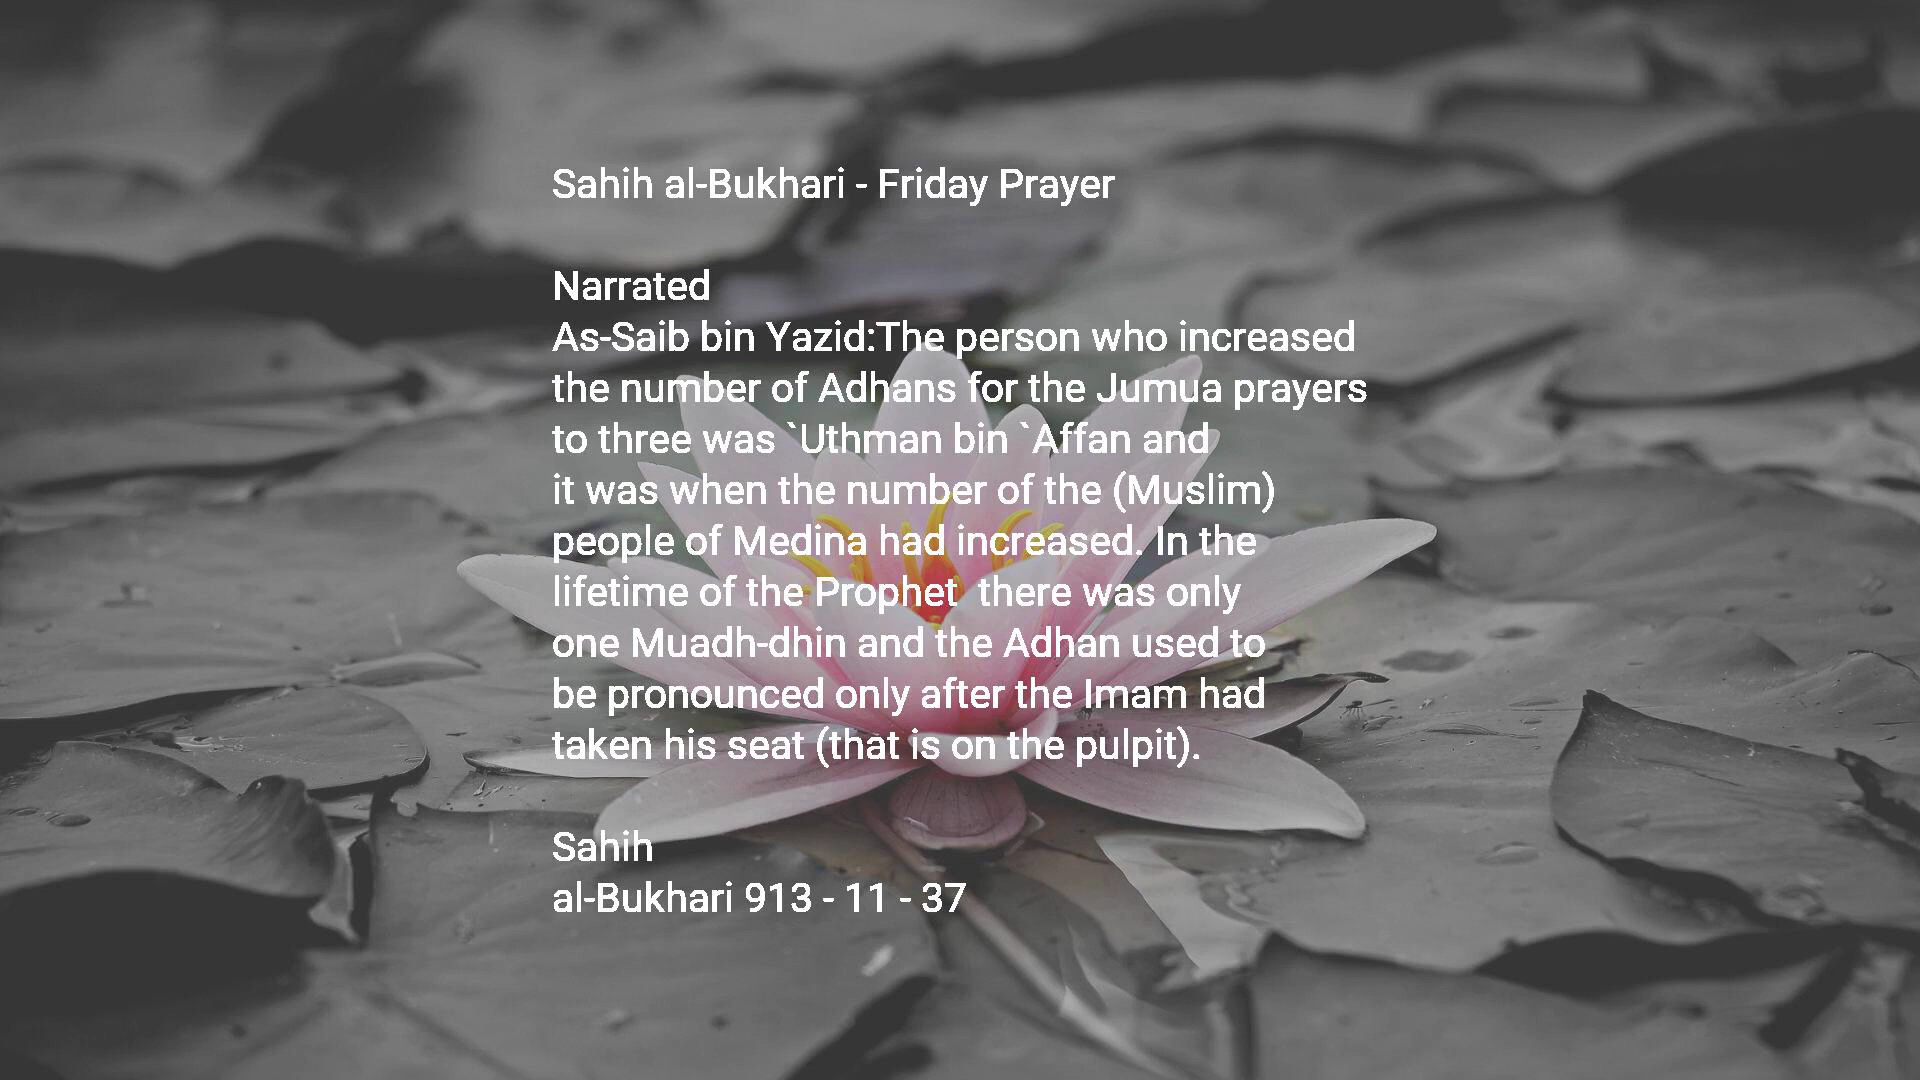 Sahih al-Bukhari - Friday Prayer
Narrated
As-Saib bin Yazid:The person who increased
the number of Adhans for the Jumua prayers
to three was `Uthman bin `Affan and
it was when the number of the (Muslim)
people of Medina had increased. In the
lifetime of the Prophet  there was only
one Muadh-dhin and the Adhan used to
be pronounced only after the Imam had
taken his seat (that is on the pulpit).
Sahih
al-Bukhari 913 - 11 - 37